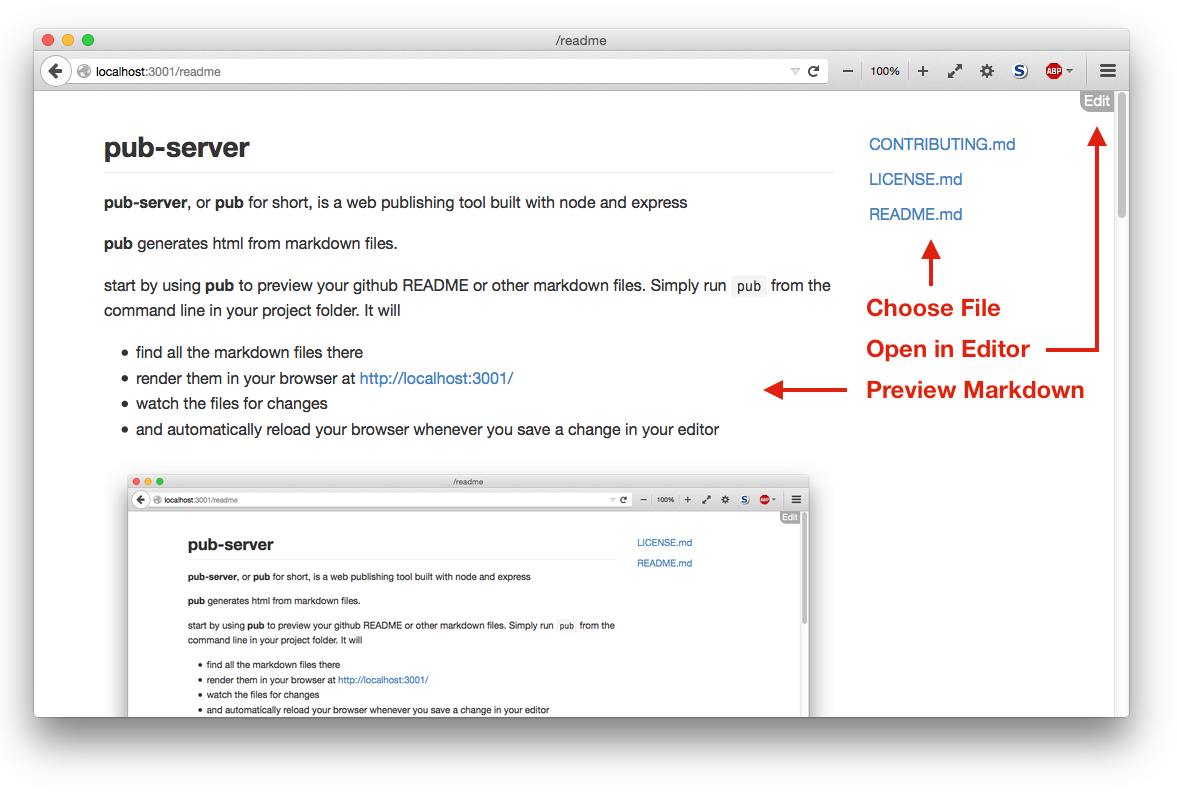 /readme
localhost:3001/readme
100%
S
ABP
Edit
pub-server
pub-server, or pub for short, is a web publishing tool built with node and express
pub generates html from markdown files.
start by using pub to preview your github README or other markdown files. Simply run pub from the
command line in your project folder. It will
• find all the markdown files there
• render them in your browser at http://localhost:3001/
• watch the files for changes
• and automatically reload your browser whenever you save a change in your editor
CONTRIBUTING.md
LICENSE.md
README.md
Choose File
Open in Editor
Preview Markdown
/readme
localhost:3001/readme
100%
S
ABP
Edit
pub-server
pub-server, or pub for short, is a web publishing tool built with node and express
pub generates html from markdown files.
start by using pub to preview your github README or other markdown files. Simply run pub from the
command line in your project folder. It will
• find all the markdown files there
• render them in your browser at http://localhost:3001/
• watch the files for changes
• and automatically reload your browser whenever you save a change in your editor
LICENSE.md
README.md